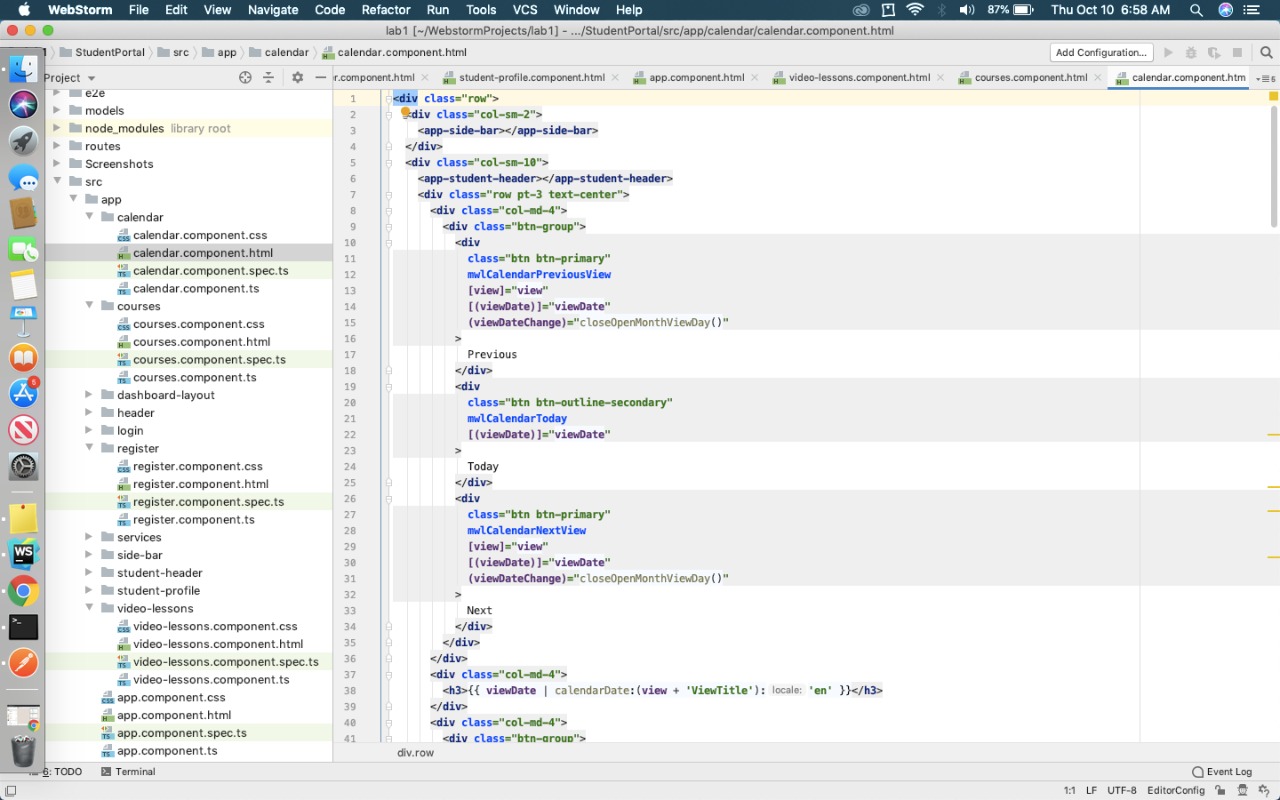 WebStorm File Edit View Navigate Code Refactor Run Tools VCS Window Help 87% Thu Oct 10 6:58 AM
lab1 [~/WebstormProjects/lab1] - .../StudentPortal/src/app/calendar/calendar.component.html
StudentPortal src app calendar calendar.component.html Add Configuration...
Project r.component.html student-profile.component.html app.component.html video-lessons.component.html courses.component.html calendar.component.htm
e2e
models
node_modules library root
routes
Screenshots
src
app
calendar
calendar.component.css
calendar.component.html
calendar.component.spec.ts
calendar.component.ts
courses
courses.component.css
courses.component.html
courses.component.spec.ts
courses.component.ts
dashboard-layout
header
login
register
register.component.css
register.component.html
register.component.spec.ts
register.component.ts
services
side-bar
student-header
student-profile
video-lessons
video-lessons.component.css
video-lessons.component.html
video-lessons.component.spec.ts
video-lessons.component.ts
app.component.css
app.component.html
app.component.spec.ts
app.component.ts
1 <div class="row">
2 <div class="col-sm-2">
3 <app-side-bar></app-side-bar>
4 </div>
5 <div class="col-sm-10">
6 <app-student-header></app-student-header>
7 <div class="row pt-3 text-center">
8 <div class="col-md-4">
9 <div class="btn-group">
10 <div
11 class="btn btn-primary"
12 mwlCalendarPreviousView
13 [view]="view"
14 [(viewDate)]="viewDate"
15 (viewDateChange)="closeOpenMonthViewDay()"
16 >
17 Previous
18 </div>
19 <div
20 class="btn btn-outline-secondary"
21 mwlCalendarToday
22 [(viewDate)]="viewDate"
23 >
24 Today
25 </div>
26 <div
27 class="btn btn-primary"
28 mwlCalendarNextView
29 [view]="view"
30 [(viewDate)]="viewDate"
31 (viewDateChange)="closeOpenMonthViewDay()"
32 >
33 Next
34 </div>
35 </div>
36 </div>
37 <div class="col-md-4">
38 <h3>{{ viewDate | calendarDate:(view + 'ViewTitle'): locale: 'en' }}</h3>
39 </div>
40 <div class="col-md-4">
41 <div class="btn-group">
div.row
6: TODO Terminal Event Log
1:1 LF UTF-8 EditorConfig